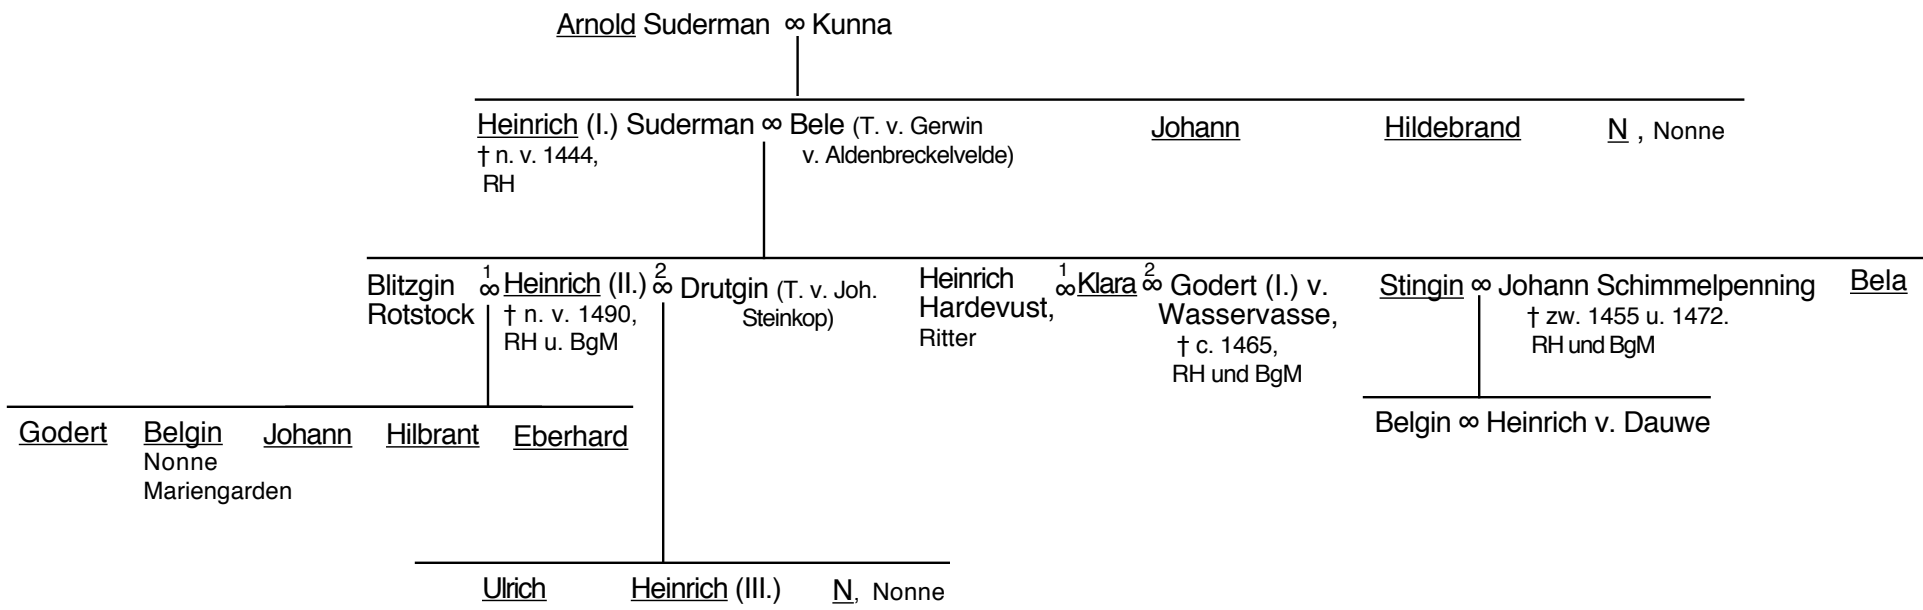 Arnold Suderman ∞ Kunna
Heinrich (I.) Suderman ∞ Bele (T. v. Gerwin
v. Aldenbreckelvelde)
† n. v. 1444,
RH
Johann
Hildebrand
N , Nonne
Blitzgin
Rotstock
1
∞
Heinrich (II.)
† n. v. 1490,
RH u. BgM
2
∞
Drutgin (T. v. Joh.
Steinkop)
Heinrich
Hardevust,
Ritter
1
∞
Klara
2
∞
Godert (I.) v.
Wasservasse,
† c. 1465,
RH und BgM
Stingin ∞ Johann Schimmelpenning
† zw. 1455 u. 1472.
RH und BgM
Bela
Godert
Belgin
Nonne
Mariengarden
Johann
Hilbrant
Eberhard
Belgin ∞ Heinrich v. Dauwe
Ulrich
Heinrich (III.)
N, Nonne